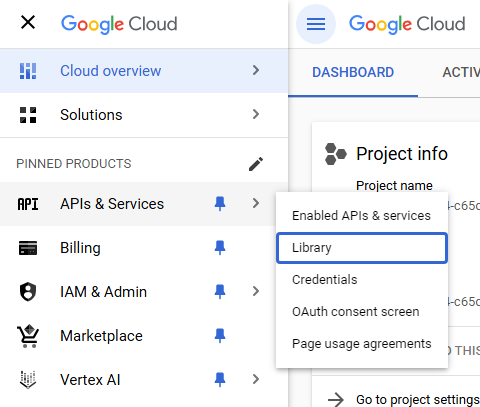 Google Cloud
Google Cloud
Cloud overview
DASHBOARD
Solutions
PINNED PRODUCTS
Project info
Project name
API APIs & Services
Enabled APIs & services
Billing
Library
IAM & Admin
Credentials
OAuth consent screen
Marketplace
Page usage agreements
Vertex AI
Go to project settings